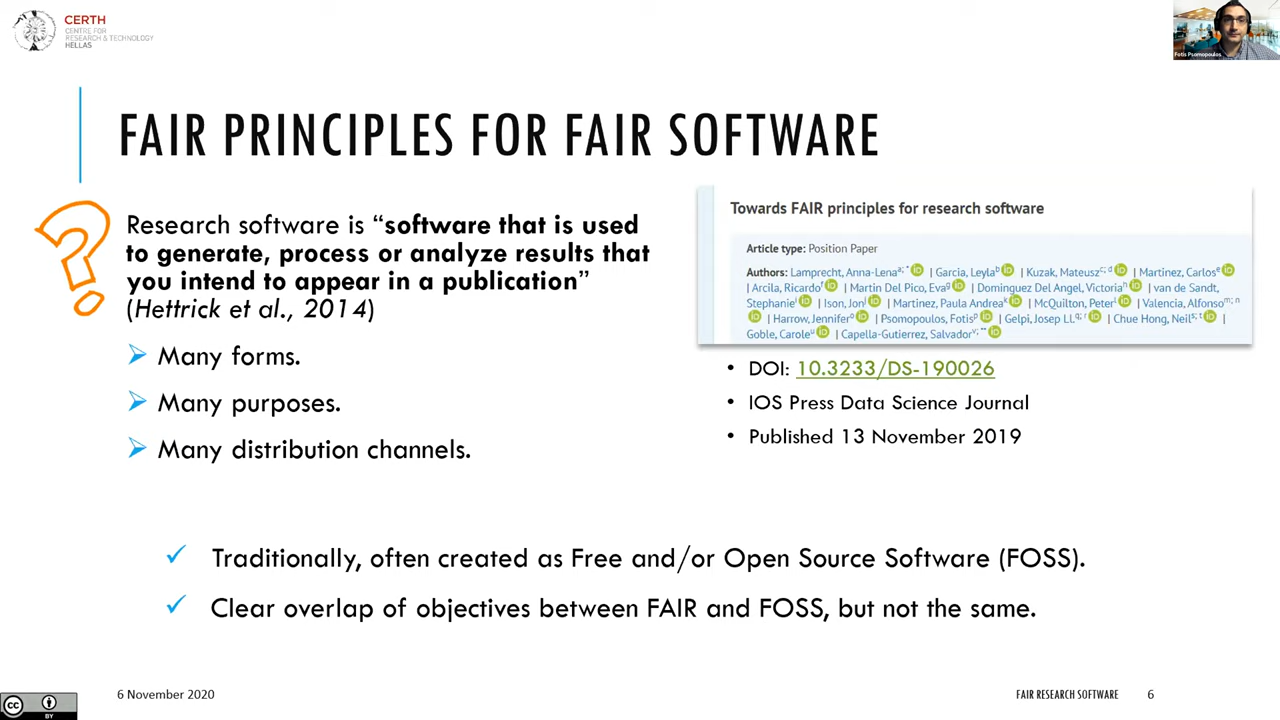 CERTH
CENTRE FOR
RESEARCH & TECHNOLOGY
HELLAS
Fotis Psomopoulos
FAIR PRINCIPLES FOR FAIR SOFTWARE
Research software is “software that is used
to generate, process or analyze results that
you intend to appear in a publication”
(Hettrick et al., 2014)
Many forms.
Many purposes.
Many distribution channels.
Towards FAIR principles for research software
Article type: Position Paper
Authors: Lamprecht, Anna-Lena a; * | Garcia, Leyla b | Kuzak, Mateusz c; d | Martinez, Carlos e
| Arcila, Ricardo f | Martin Del Pico, Eva g | Dominguez Del Angel, Victoria h | van de Sandt,
Stephanie i | Ison, Jon j | Martinez, Paula Andrea k | McQuilton, Peter l | Valencia, Alfonso m; n
| Harrow, Jennifer o | Psomopoulos, Fotis p | Gelpi, Josep Ll. q; r | Chue Hong, Neil s; t |
Goble, Carole u | Capella-Gutierrez, Salvador v; **
• DOI: 10.3233/DS-190026
• IOS Press Data Science Journal
• Published 13 November 2019
✓ Traditionally, often created as Free and/or Open Source Software (FOSS).
✓ Clear overlap of objectives between FAIR and FOSS, but not the same.
CC BY
6 November 2020
FAIR RESEARCH SOFTWARE 6